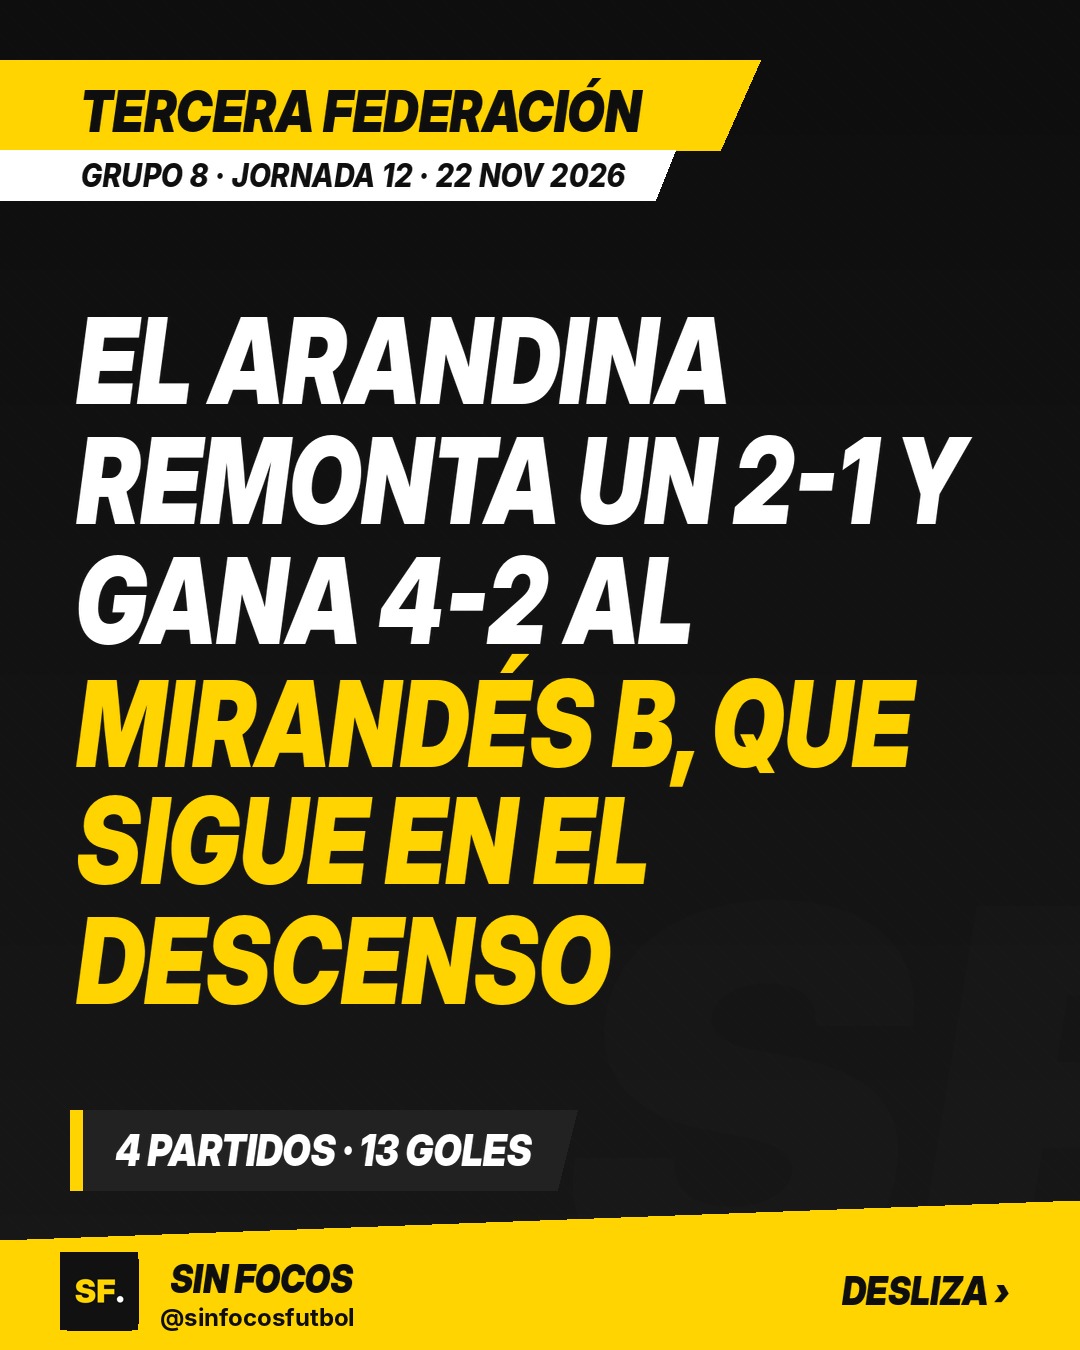 TERCERA FEDERACIÓN
GRUPO 8 · JORNADA 12 · 22 NOV 2026
EL ARANDINA
REMONTA UN 2-1 Y
GANA 4-2 AL
MIRANDÉS B, QUE
SIGUE EN EL
DESCENSO
4 PARTIDOS · 13 GOLES
SF.
SIN FOCOS
@sinfocosfutbol
DESLIZA ›